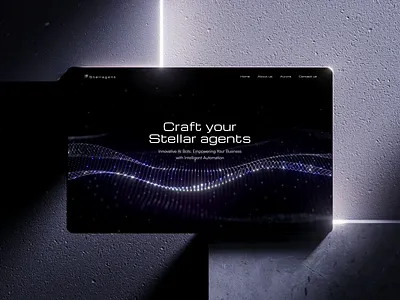 Stellagent
Home About us Aurora Contact us
Craft your
Stellar agents
Innovative AI Bots, Empowering Your Business
with Intelligent Automation